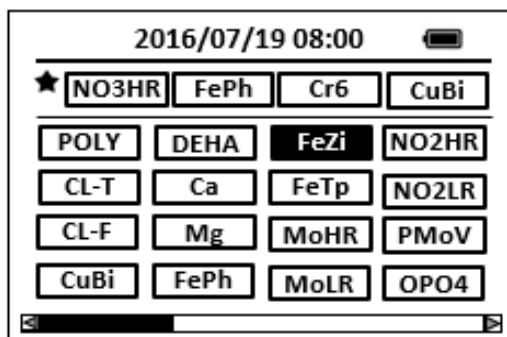 2016/07/19 08:00
NO3HR FePh Cr6 CuBi
POLY DEHA FeZi NO2HR
CL-T Ca FeTp NO2LR
CL-F Mg MoHR PMoV
CuBi FePh MoLR OPO4